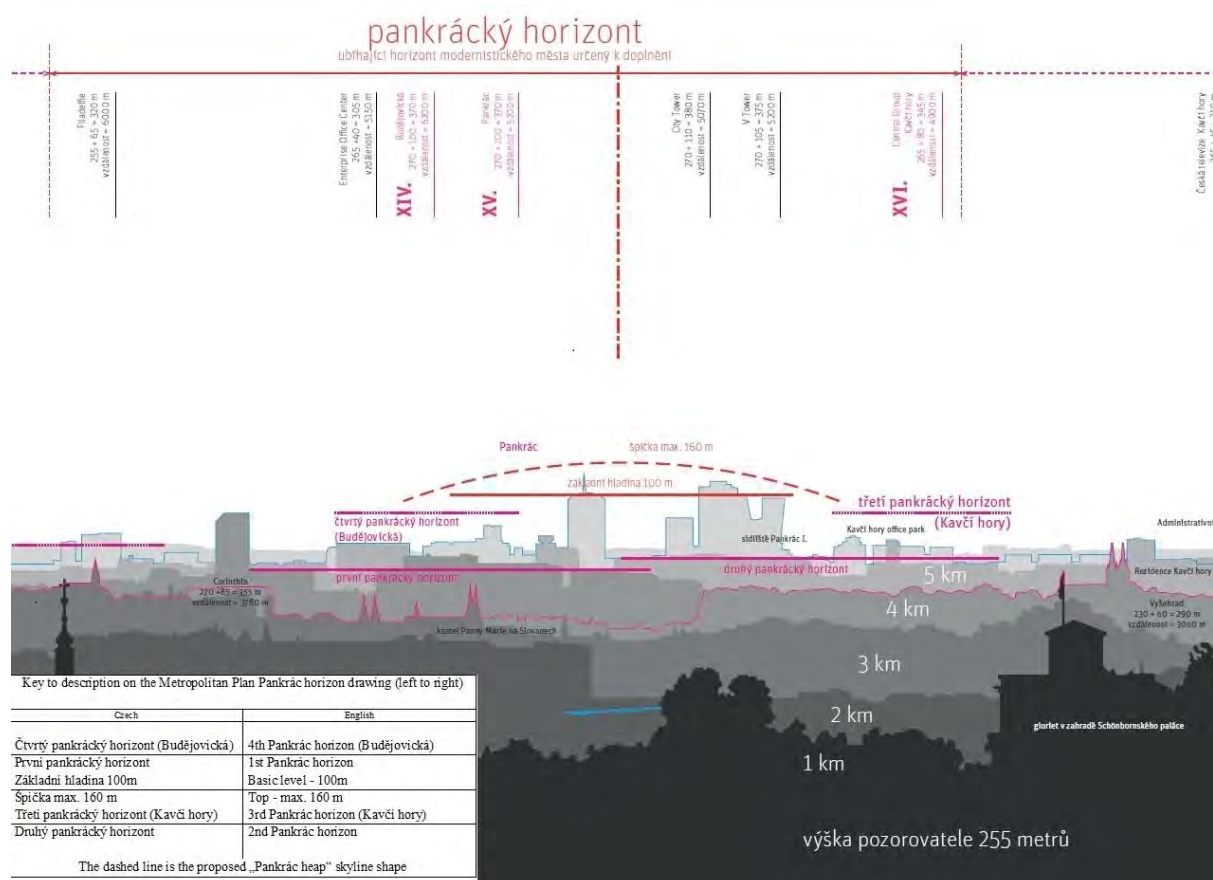 pankrácký horizont
ubíhající horizont modernistického města určený k doplnění
Filadelfie
255 + 65 = 320 m
vzdálenost = 6000 m
Enterprise Office Center
265 +40 = 305 m
vzdálenost = 5150 m
XIV.
Budějovická
270 +100 = 370 m
vzdálenost = 6200 m
XV.
Pankrác
270 +100 = 370 m
vzdálenost = 5200 m
City Tower
270 + 110 = 380 m
vzdálenost = 5070 m
V Tower
270 + 105 = 375 m
vzdálenost = 5200 m
XVI.
Central Group
Kavčí hory
255 + 90 = 345 m
vzdálenost = 4900 m
Česká televize Kavčí hory
Pankrác
špička max. 160 m
základní hladina 100 m
čtvrtý pankrácký horizont
(Budějovická)
třetí pankrácký horizont
(Kavčí hory)
sídliště Pankrác I.
Kavčí hory office park
Administrativní
první pankrácký horizont
druhý pankrácký horizont
Rezidence Kavčí hory
Corinthia
270 +85 = 355 m
vzdálenost = 3780 m
kostel Panny Marie na Slovanech
Vyšehrad
230 + 60 = 290 m
vzdálenost = 3060 m
5 km
4 km
3 km
2 km
1 km
gloriet v zahradě Schönbornského paláce
výška pozorovatele 255 metrů
Key to description on the Metropolitan Plan Pankrác horizon drawing (left to right)
Czech English
Čtvrtý pankrácký horizont (Budějovická) 4th Pankrác horizon (Budějovická)
První pankrácký horizont 1st Pankrác horizon
Základní hladina 100m Basic level - 100m
Špička max. 160 m Top - max. 160 m
Třetí pankrácký horizont (Kavčí hory) 3rd Pankrác horizon (Kavčí hory)
Druhý pankrácký horizont 2nd Pankrác horizon
The dashed line is the proposed „Pankrác heap" skyline shape